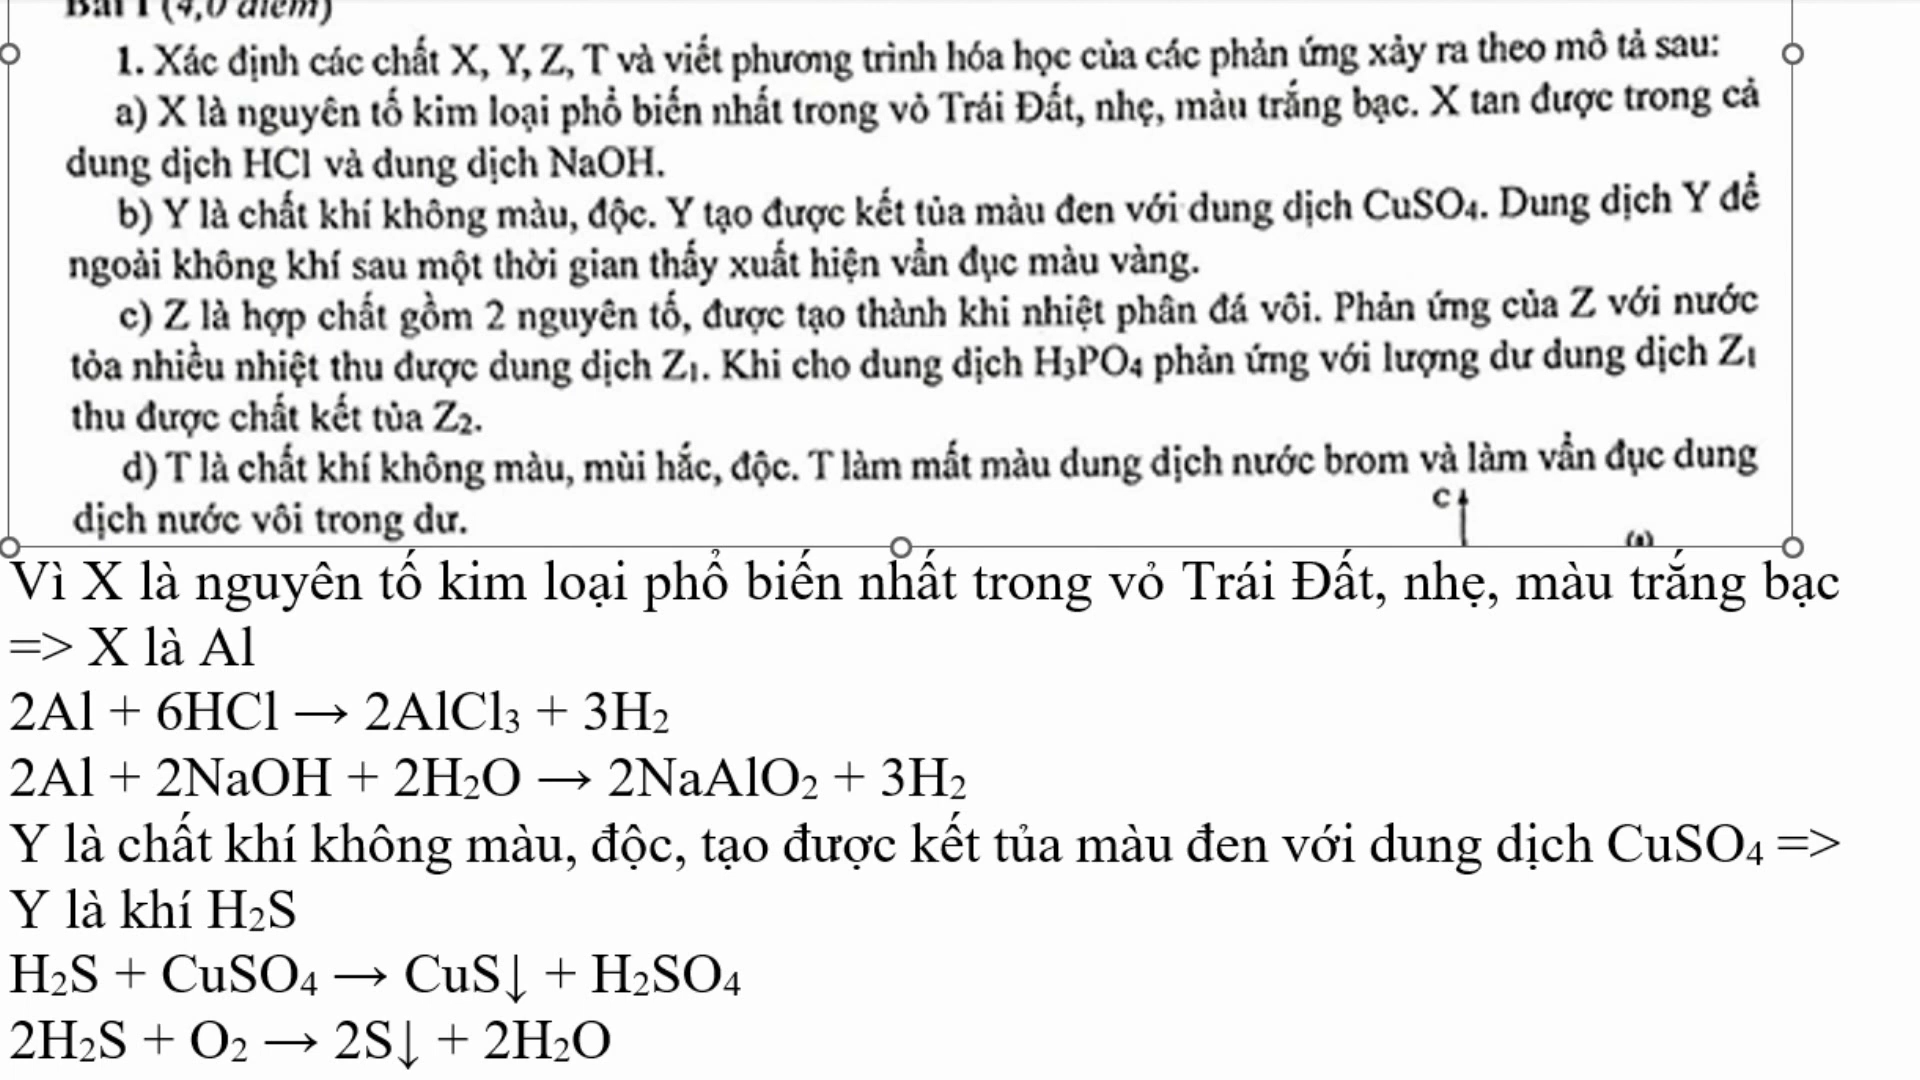 Bài 1 (4,0 điểm)
1. Xác định các chất X, Y, Z, T và viết phương trình hóa học của các phản ứng xảy ra theo mô tả sau:
a) X là nguyên tố kim loại phổ biến nhất trong vỏ Trái Đất, nhẹ, màu trắng bạc. X tan được trong cả
dung dịch HCl và dung dịch NaOH.
b) Y là chất khí không màu, độc. Y tạo được kết tủa màu đen với dung dịch CuSO₄. Dung dịch Y để
ngoài không khí sau một thời gian thấy xuất hiện vẩn đục màu vàng.
c) Z là hợp chất gồm 2 nguyên tố, được tạo thành khi nhiệt phân đá vôi. Phản ứng của Z với nước
tỏa nhiều nhiệt thu được dung dịch Z₁. Khi cho dung dịch H₃PO₄ phản ứng với lượng dư dung dịch Z₁
thu được chất kết tủa Z₂.
d) T là chất khí không màu, mùi hắc, độc. T làm mất màu dung dịch nước brom và làm vẩn đục dung
dịch nước vôi trong dư.
C
Vì X là nguyên tố kim loại phổ biến nhất trong vỏ Trái Đất, nhẹ, màu trắng bạc
=> X là Al
2Al + 6HCl → 2AlCl₃ + 3H₂
2Al + 2NaOH + 2H₂O → 2NaAlO₂ + 3H₂
Y là chất khí không màu, độc, tạo được kết tủa màu đen với dung dịch CuSO₄ =>
Y là khí H₂S
H₂S + CuSO₄ → CuS↓ + H₂SO₄
2H₂S + O₂ → 2S↓ + 2H₂O